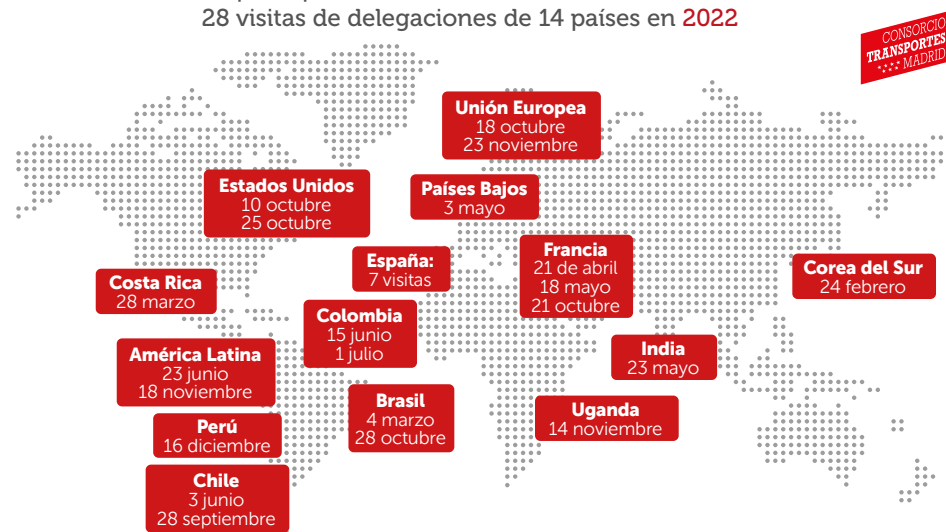 28 visitas de delegaciones de 14 países en 2022
CONSORCIO
TRANSPORTES
MADRID
Unión Europea
18 octubre
23 noviembre
Estados Unidos
10 octubre
25 octubre
Países Bajos
3 mayo
Francia
21 de abril
18 mayo
21 octubre
España:
7 visitas
Corea del Sur
24 febrero
Costa Rica
28 marzo
Colombia
15 junio
1 julio
India
23 mayo
América Latina
23 junio
18 noviembre
Brasil
4 marzo
28 octubre
Uganda
14 noviembre
Perú
16 diciembre
Chile
3 junio
28 septiembre